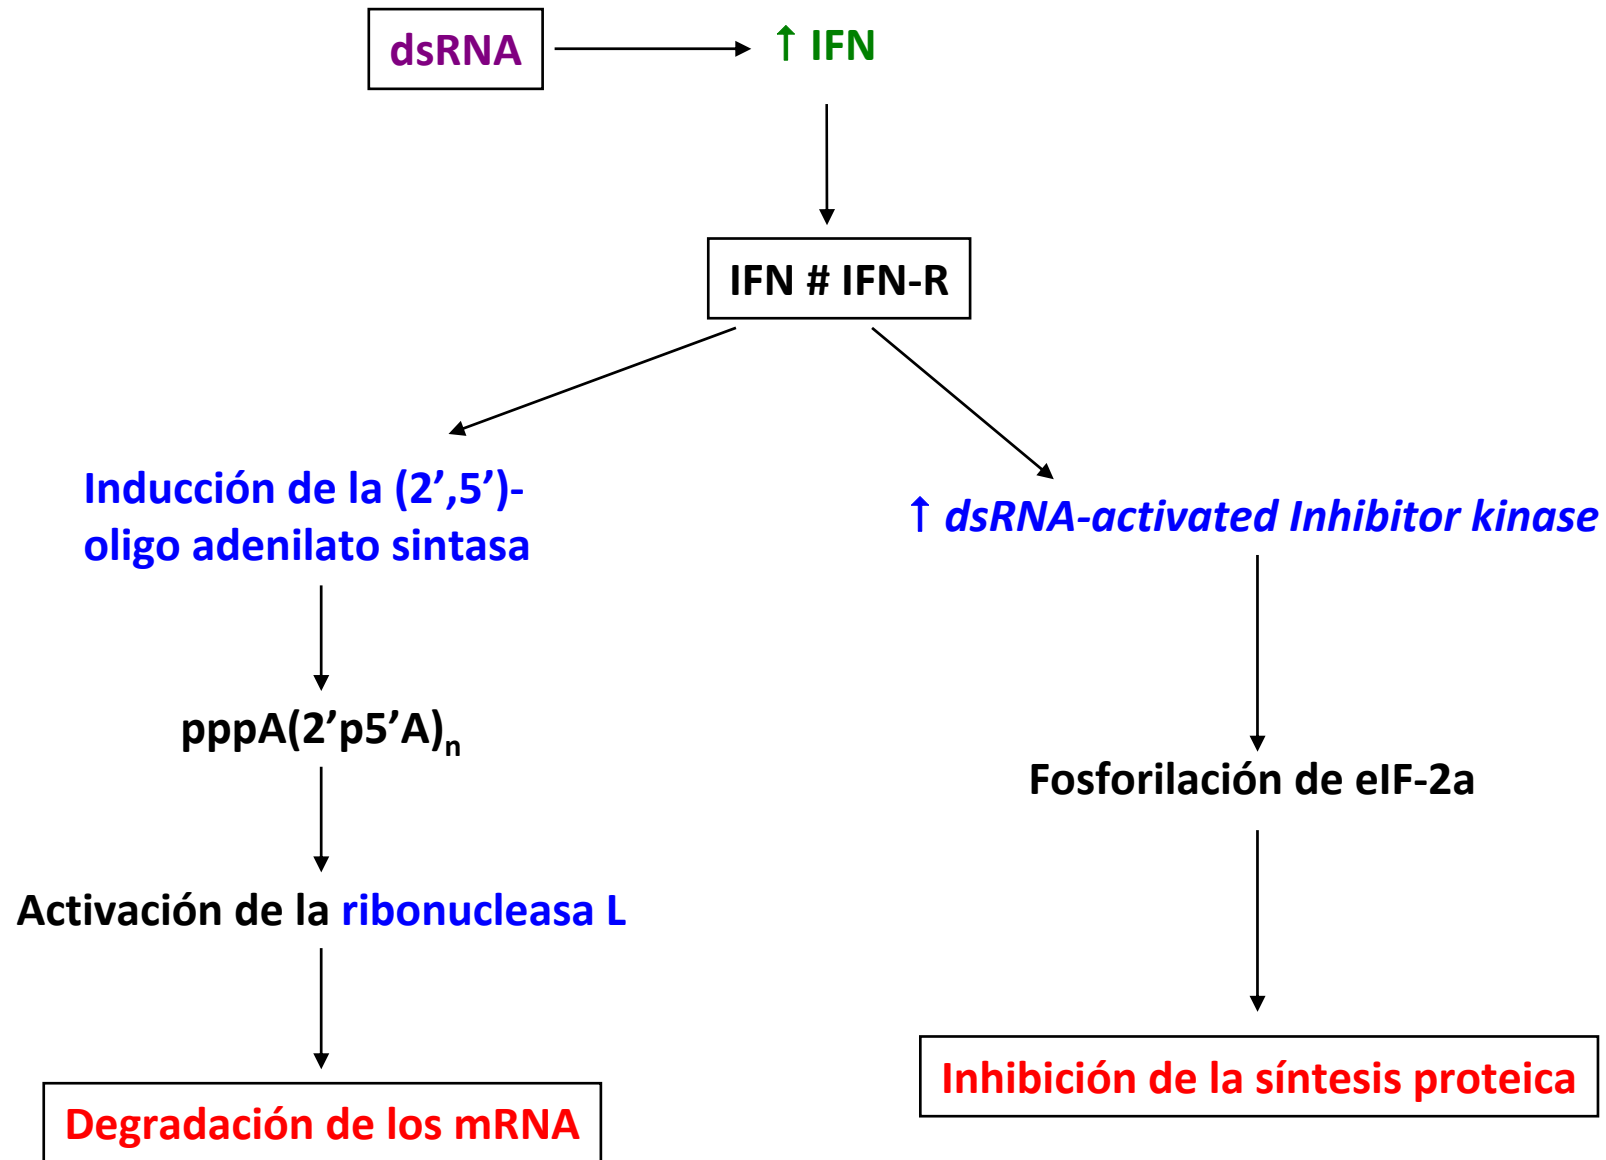 dsRNA
↑ IFN
IFN # IFN-R
Inducción de la (2’,5’)-
oligo adenilato sintasa
↑ dsRNA-activated Inhibitor kinase
pppA(2’p5’A)n
Fosforilación de eIF-2a
Activación de la ribonucleasa L
Inhibición de la síntesis proteica
Degradación de los mRNA